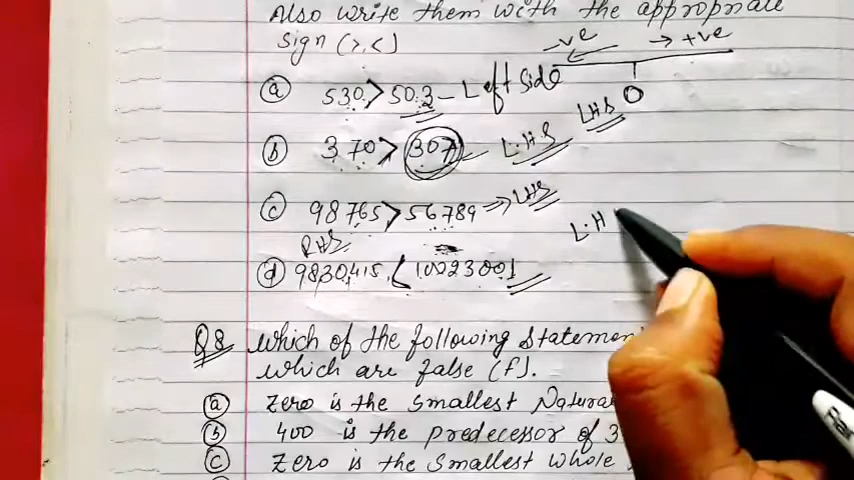 Also write them with the appropriate
Sign (>,<)
-ve → +ve
0
(a) 530 > 503 - Left Side
(b) 370 > 307 - L.H.S LHS
(c) 98765 > 56789 => LHS
L.H
RHS
(d) 9830415 < 10023001
Q8 which of the following Statemen
which are false (F).
(a) Zero is the smallest Natura
(b) 400 is the predecessor of 3
(c) Zero is the Smallest whole